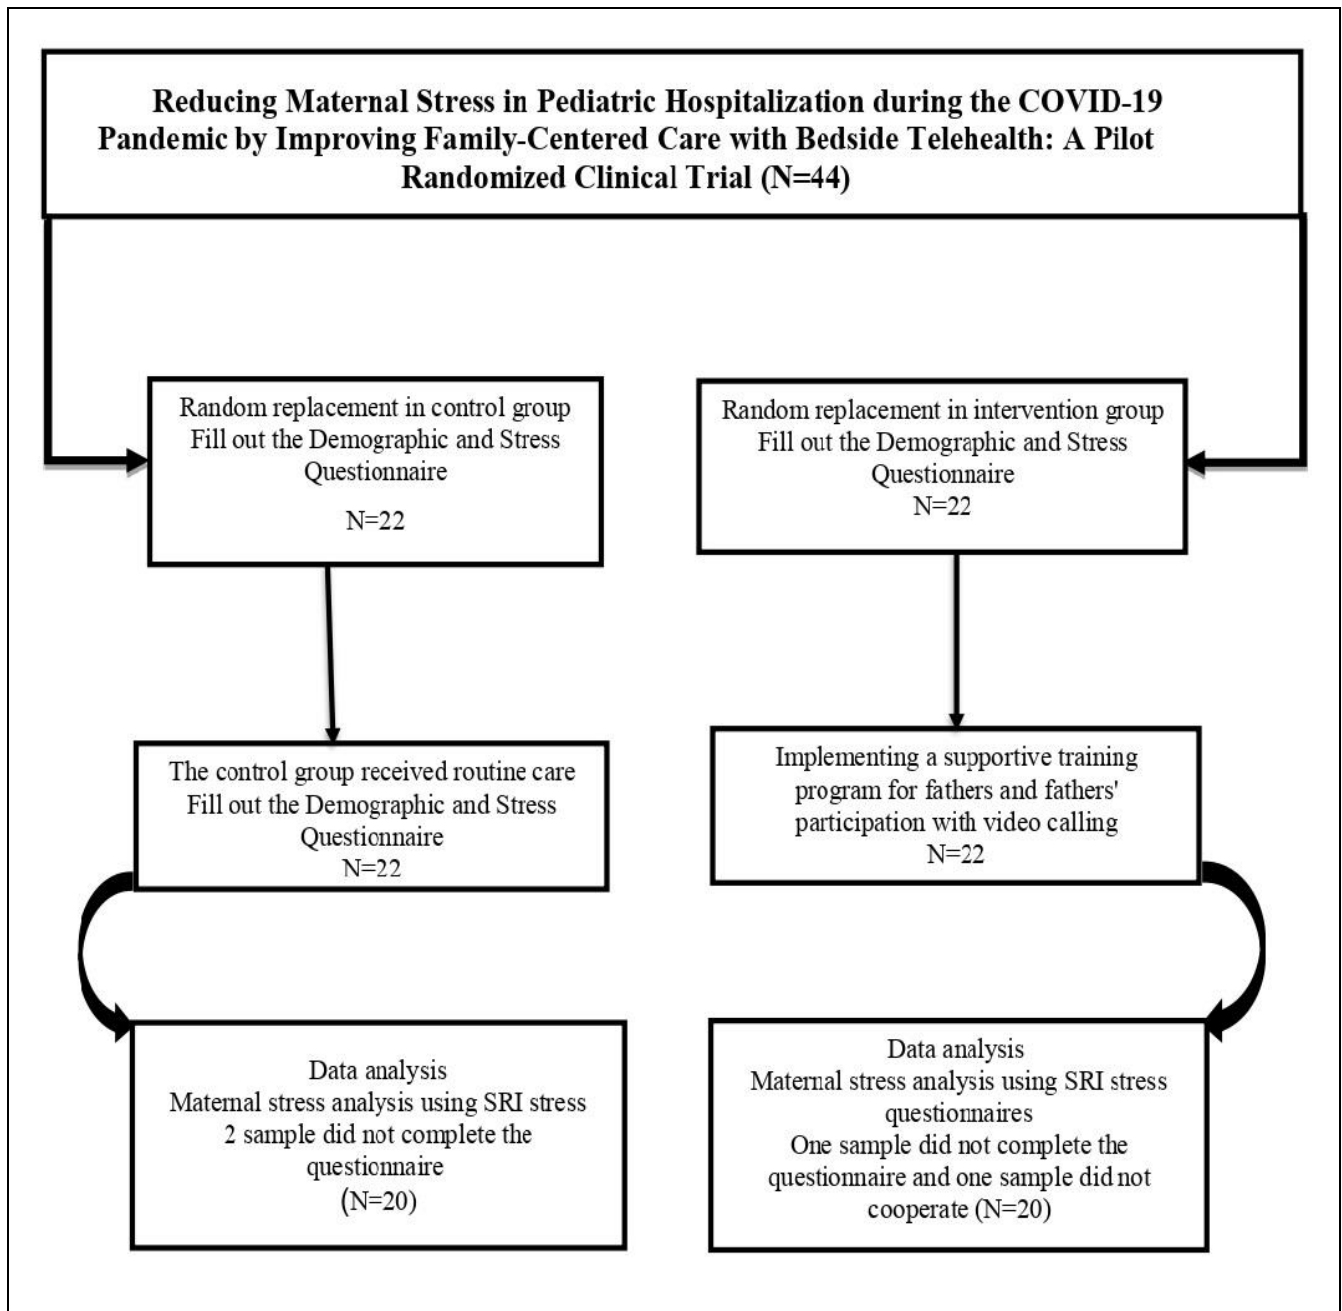 Reducing Maternal Stress in Pediatric Hospitalization during the COVID-19
Pandemic by Improving Family-Centered Care with Bedside Telehealth: A Pilot
Randomized Clinical Trial (N=44)
Random replacement in control group
Fill out the Demographic and Stress
Questionnaire
N=22
Random replacement in intervention group
Fill out the Demographic and Stress
Questionnaire
N=22
The control group received routine care
Fill out the Demographic and Stress
Questionnaire
N=22
Implementing a supportive training
program for fathers and fathers'
participation with video calling
N=22
Data analysis
Maternal stress analysis using SRI stress
2 sample did not complete the
questionnaire
(N=20)
Data analysis
Maternal stress analysis using SRI stress
questionnaires
One sample did not complete the
questionnaire and one sample did not
cooperate (N=20)